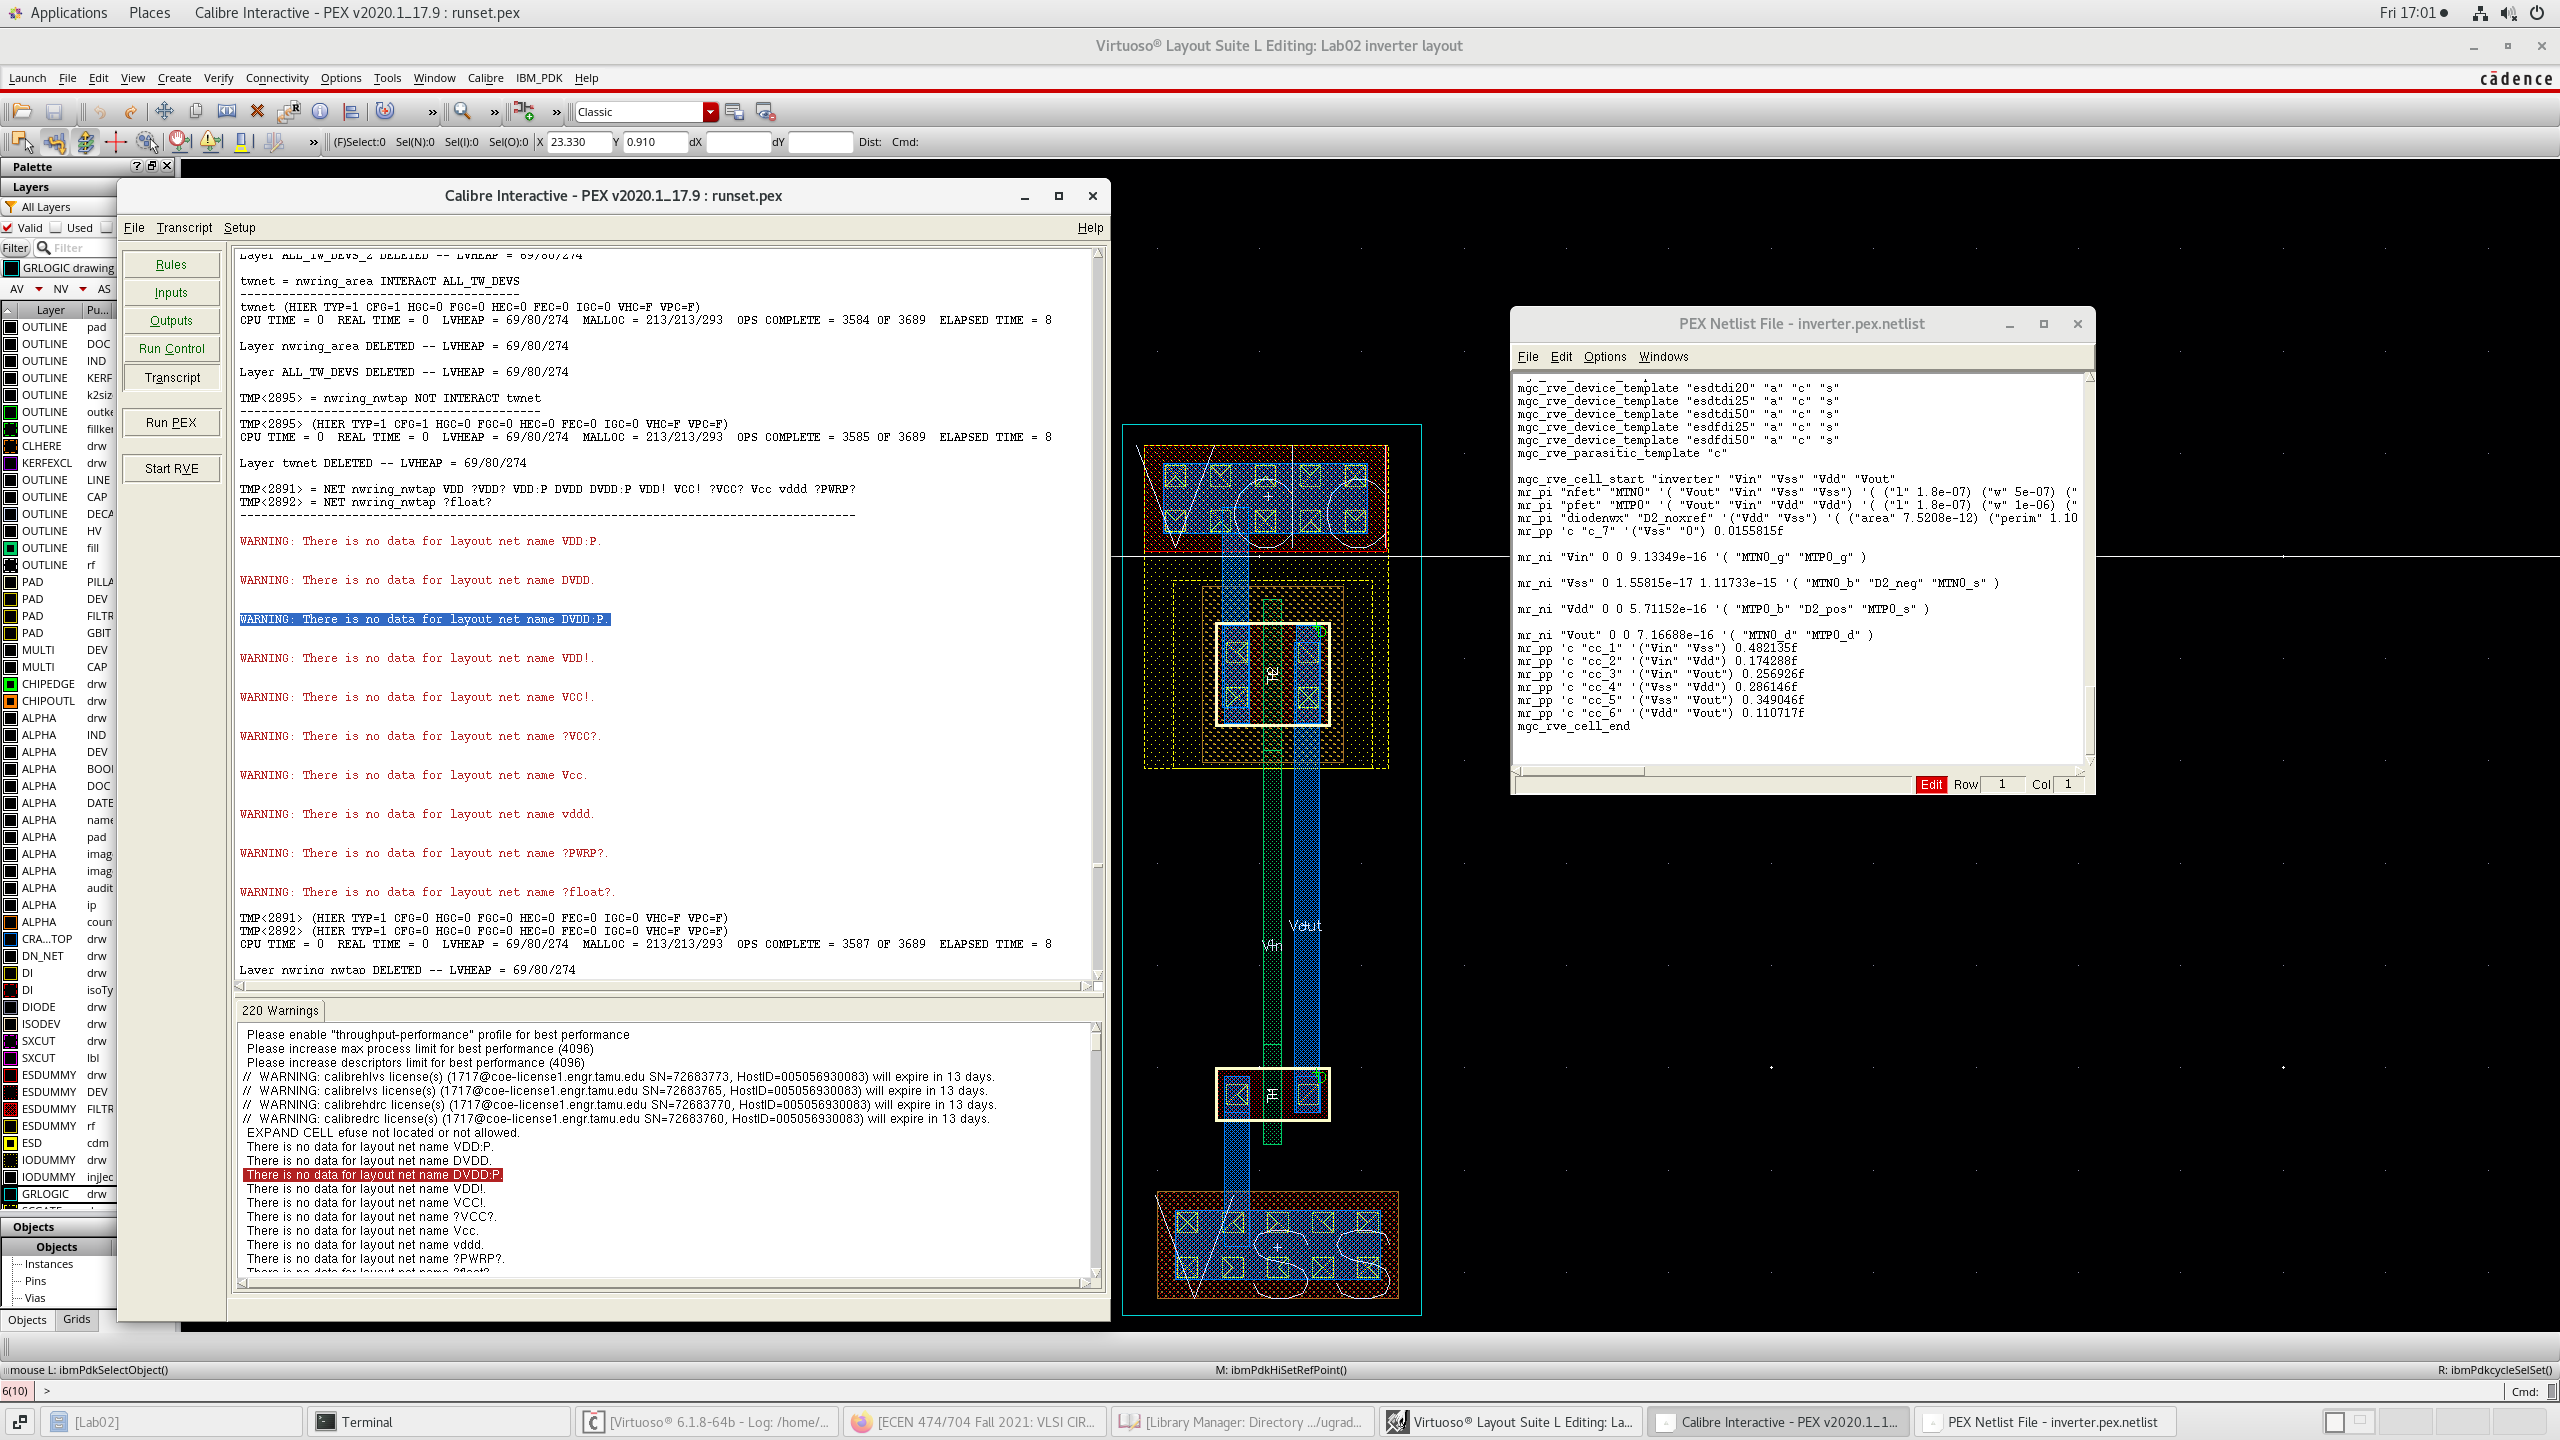 Applications Places Calibre Interactive - PEX v2020.1_17.9 : runset.pex Fri 17:01
Virtuoso® Layout Suite L Editing: Lab02 inverter layout
Launch File Edit View Create Verify Connectivity Options Tools Window Calibre IBM_PDK Help
cādence
Classic
(F)Select:0 Sel(N):0 Sel(I):0 Sel(O):0 X 23.330 Y 0.910 dX dY Dist: Cmd:
Palette
Layers
All Layers
Valid Used
Filter Filter
GRLOGIC drawing
AV NV AS
Layer Pu...
OUTLINE pad
OUTLINE DOC
OUTLINE IND
OUTLINE KERF
OUTLINE k2siz
OUTLINE outke
OUTLINE fillker
CLHERE drw
KERFEXCL drw
OUTLINE LINE
OUTLINE CAP
OUTLINE DECA
OUTLINE HV
OUTLINE fill
OUTLINE rf
PAD PILLA
PAD DEV
PAD FILTR
PAD GBIT
MULTI DEV
MULTI CAP
CHIPEDGE drw
CHIPOUTL drw
ALPHA drw
ALPHA IND
ALPHA DEV
ALPHA BOOI
ALPHA DOC
ALPHA DATE
ALPHA name
ALPHA pad
ALPHA imag
ALPHA imag
ALPHA audit
ALPHA ip
ALPHA coun
CRA...TOP drw
DN_NET drw
DI drw
DI isoTy
DIODE drw
ISODEV drw
SXCUT drw
SXCUT lbl
ESDUMMY drw
ESDUMMY DEV
ESDUMMY FILTR
ESDUMMY rf
ESD cdm
IODUMMY drw
IODUMMY injlec
GRLOGIC drw
Objects
Objects
Instances
Pins
Vias
Objects Grids
Calibre Interactive - PEX v2020.1_17.9 : runset.pex
File Transcript Setup Help
Rules
Inputs
Outputs
Run Control
Transcript
Run PEX
Start RVE
Layer ALL_TW_DEVS_2 DELETED -- LVHEAP = 69/80/274
twnet = nwring_area INTERACT ALL_TW_DEVS
----------------------------------------
twnet (HIER TYP=1 CFG=1 HGC=0 FGC=0 HEC=0 FEC=0 IGC=0 VHC=F VPC=F)
CPU TIME = 0 REAL TIME = 0 LVHEAP = 69/80/274 MALLOC = 213/213/293 OPS COMPLETE = 3584 OF 3689 ELAPSED TIME = 8
Layer nwring_area DELETED -- LVHEAP = 69/80/274
Layer ALL_TW_DEVS DELETED -- LVHEAP = 69/80/274
TMP<2895> = nwring_nwtap NOT INTERACT twnet
-------------------------------------------
TMP<2895> (HIER TYP=1 CFG=1 HGC=0 FGC=0 HEC=0 FEC=0 IGC=0 VHC=F VPC=F)
CPU TIME = 0 REAL TIME = 0 LVHEAP = 69/80/274 MALLOC = 213/213/293 OPS COMPLETE = 3585 OF 3689 ELAPSED TIME = 8
Layer twnet DELETED -- LVHEAP = 69/80/274
TMP<2891> = NET nwring_nwtap VDD ?VDD? VDD:P DVDD DVDD:P VDD! VCC! ?VCC? Vcc vddd ?PWRP?
TMP<2892> = NET nwring_nwtap ?float?
----------------------------------------------------------------------------------------
WARNING: There is no data for layout net name VDD:P.
WARNING: There is no data for layout net name DVDD.
WARNING: There is no data for layout net name DVDD:P.
WARNING: There is no data for layout net name VDD!.
WARNING: There is no data for layout net name VCC!.
WARNING: There is no data for layout net name ?VCC?.
WARNING: There is no data for layout net name Vcc.
WARNING: There is no data for layout net name vddd.
WARNING: There is no data for layout net name ?PWRP?.
WARNING: There is no data for layout net name ?float?.
TMP<2891> (HIER TYP=1 CFG=0 HGC=0 FGC=0 HEC=0 FEC=0 IGC=0 VHC=F VPC=F)
TMP<2892> (HIER TYP=1 CFG=0 HGC=0 FGC=0 HEC=0 FEC=0 IGC=0 VHC=F VPC=F)
CPU TIME = 0 REAL TIME = 0 LVHEAP = 69/80/274 MALLOC = 213/213/293 OPS COMPLETE = 3587 OF 3689 ELAPSED TIME = 8
Layer nwring_nwtap DELETED -- LVHEAP = 69/80/274
220 Warnings
Please enable "throughput-performance" profile for best performance
Please increase max process limit for best performance (4096)
Please increase descriptors limit for best performance (4096)
// WARNING: calibrehlvs license(s) (1717@coe-license1.engr.tamu.edu SN=72683773, HostID=005056930083) will expire in 13 days.
// WARNING: calibrelvs license(s) (1717@coe-license1.engr.tamu.edu SN=72683765, HostID=005056930083) will expire in 13 days.
// WARNING: calibrehdrc license(s) (1717@coe-license1.engr.tamu.edu SN=72683770, HostID=005056930083) will expire in 13 days.
// WARNING: calibredrc license(s) (1717@coe-license1.engr.tamu.edu SN=72683760, HostID=005056930083) will expire in 13 days.
EXPAND CELL efuse not located or not allowed.
There is no data for layout net name VDD:P.
There is no data for layout net name DVDD.
There is no data for layout net name DVDD:P.
There is no data for layout net name VDD!.
There is no data for layout net name VCC!.
There is no data for layout net name ?VCC?.
There is no data for layout net name Vcc.
There is no data for layout net name vddd.
There is no data for layout net name ?PWRP?.
There is no data for layout net name ?float?.
Vout
Vin
PEX Netlist File - inverter.pex.netlist
File Edit Options Windows
mgc_rve_device_template "esdtdi20" "a" "c" "s"
mgc_rve_device_template "esdtdi25" "a" "c" "s"
mgc_rve_device_template "esdtdi50" "a" "c" "s"
mgc_rve_device_template "esdfdi25" "a" "c" "s"
mgc_rve_device_template "esdfdi50" "a" "c" "s"
mgc_rve_parasitic_template "c"
mgc_rve_cell_start "inverter" "Vin" "Vss" "Vdd" "Vout"
mr_pi "nfet" "MTN0" '( "Vout" "Vin" "Vss" "Vss") '( ("l" 1.8e-07) ("w" 5e-07) ("
mr_pi "pfet" "MTP0" '( "Vout" "Vin" "Vdd" "Vdd") '( ("l" 1.8e-07) ("w" 1e-06) ("
mr_pi "diodenwx" "D2_noxref" '("Vdd" "Vss") '( ("area" 7.5208e-12) ("perim" 1.10
mr_pp 'c "c_7" '("Vss" "0") 0.0155815f
mr_ni "Vin" 0 0 9.13349e-16 '( "MTN0_g" "MTP0_g" )
mr_ni "Vss" 0 1.55815e-17 1.11733e-15 '( "MTN0_b" "D2_neg" "MTN0_s" )
mr_ni "Vdd" 0 0 5.71152e-16 '( "MTP0_b" "D2_pos" "MTP0_s" )
mr_ni "Vout" 0 0 7.16688e-16 '( "MTN0_d" "MTP0_d" )
mr_pp 'c "cc_1" '("Vin" "Vss") 0.482135f
mr_pp 'c "cc_2" '("Vin" "Vdd") 0.174288f
mr_pp 'c "cc_3" '("Vin" "Vout") 0.256926f
mr_pp 'c "cc_4" '("Vss" "Vdd") 0.286146f
mr_pp 'c "cc_5" '("Vss" "Vout") 0.349046f
mr_pp 'c "cc_6" '("Vdd" "Vout") 0.110717f
mgc_rve_cell_end
Edit Row 1 Col 1
mouse L: ibmPdkSelectObject() M: ibmPdkHiSetRefPoint() R: ibmPdkcycleSelSet()
6(10) > Cmd:
[Lab02] Terminal [Virtuoso® 6.1.8-64b - Log: /home/... [ECEN 474/704 Fall 2021: VLSI CIR... [Library Manager: Directory .../ugrad... Virtuoso® Layout Suite L Editing: La... Calibre Interactive - PEX v2020.1_1... PEX Netlist File - inverter.pex.netlist